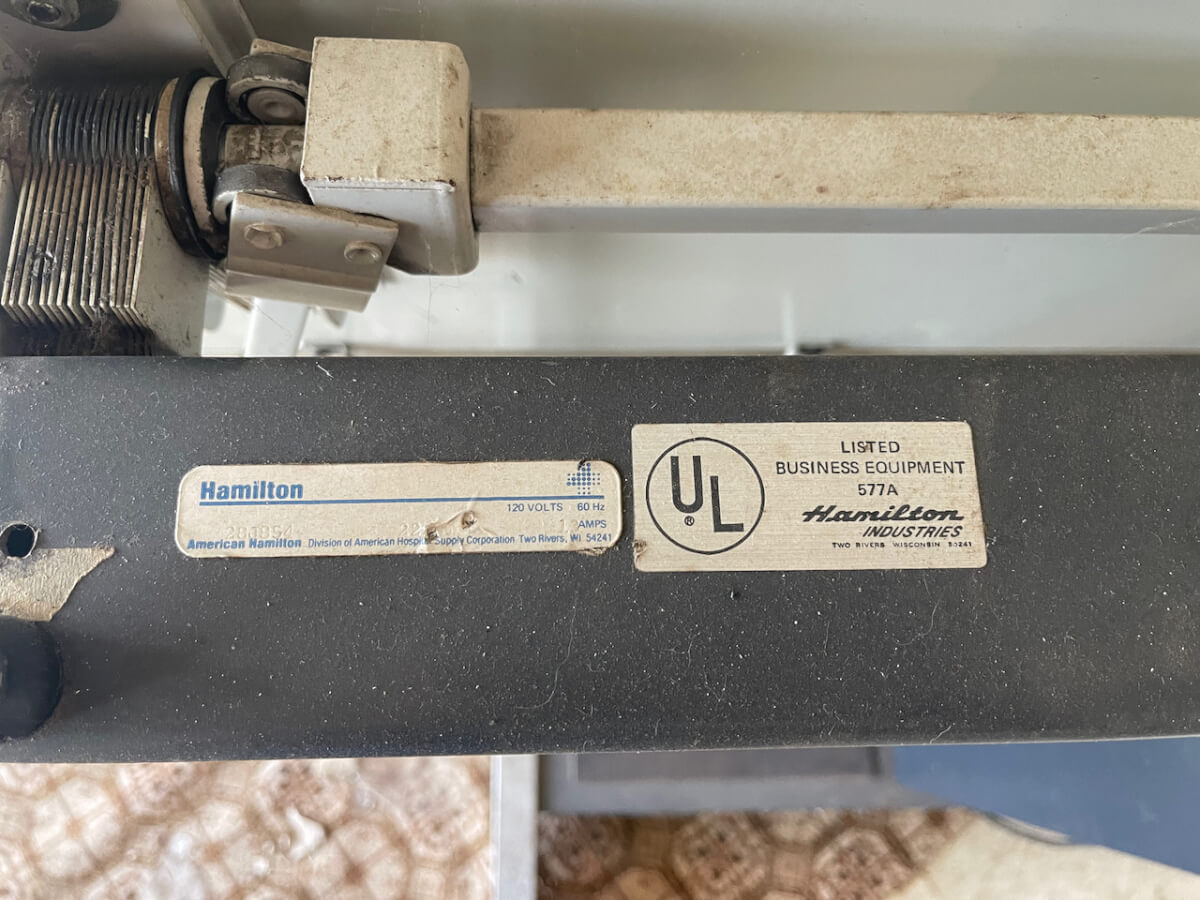 Hamilton
120 VOLTS 60 Hz
AMPS
American Hamilton Division of American Hospital Supply Corporation Two Rivers, WI 54241
UL
®
LISTED
BUSINESS EQUIPMENT
577A
Hamilton
INDUSTRIES
TWO RIVERS WISCONSIN 54241